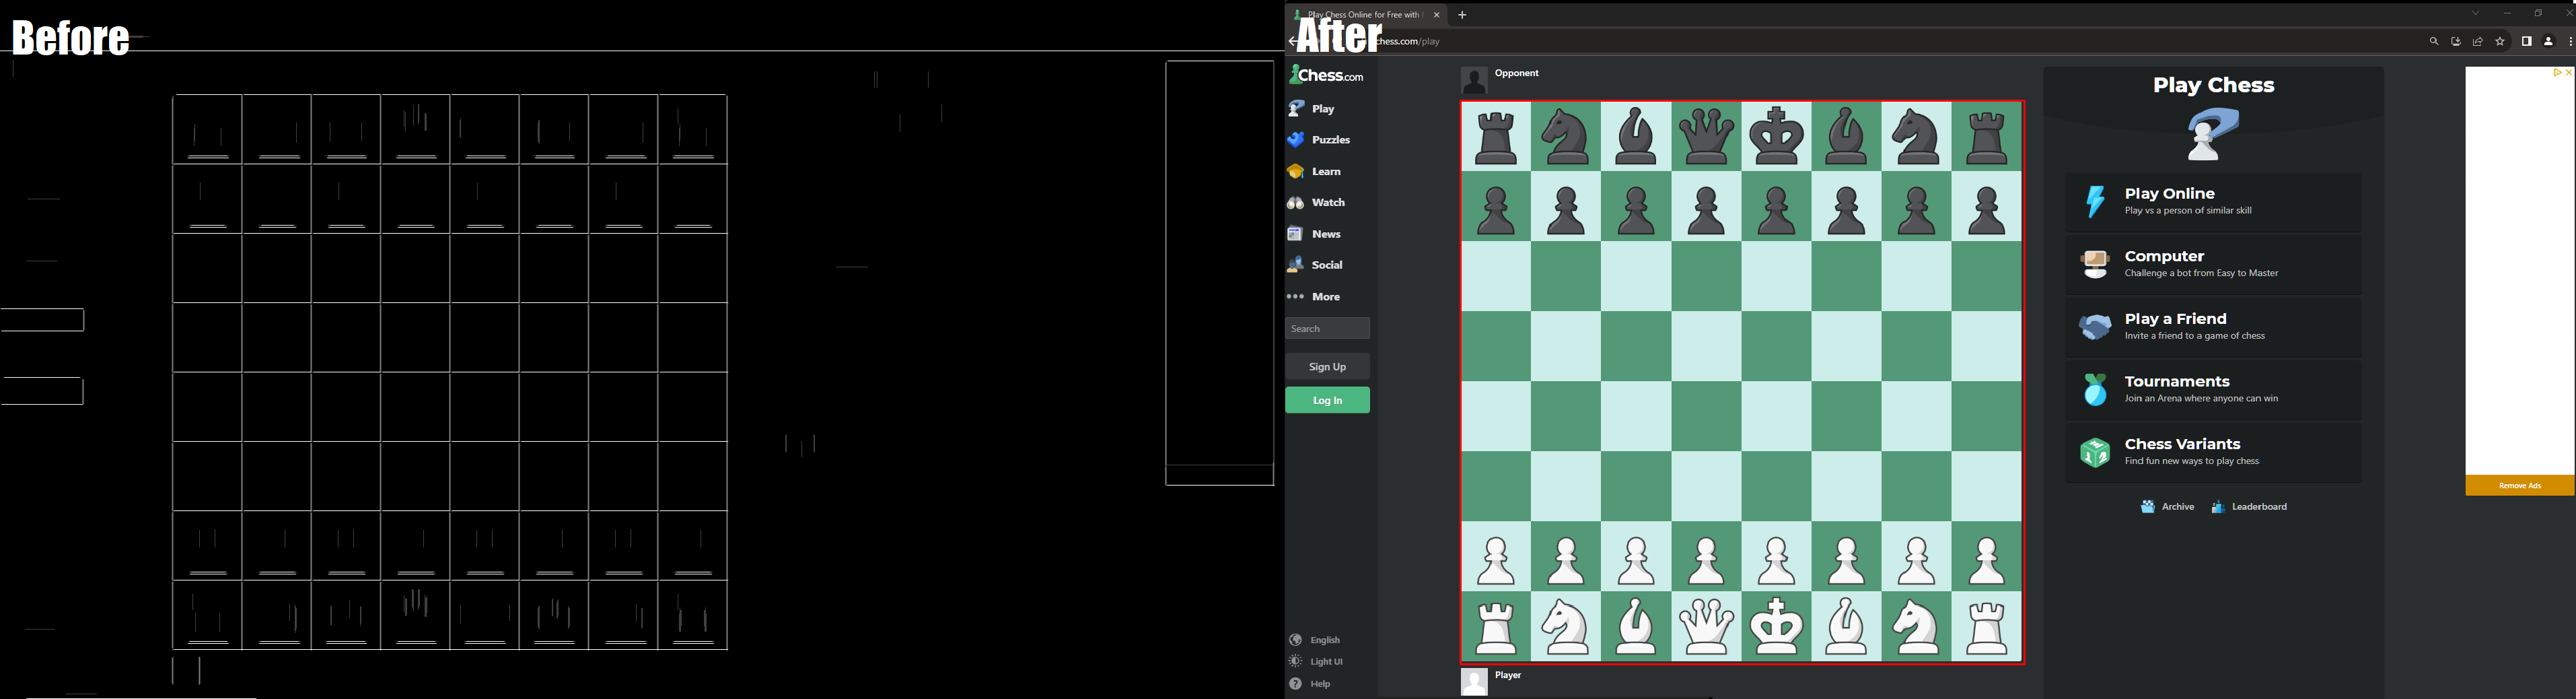 Before
After
Play Chess Online for Free with
chess.com/play
Chess.com
Play
Puzzles
Learn
Watch
News
Social
More
Search
Sign Up
Log In
English
Light UI
Help
Opponent
Player
Play Chess
Play Online
Play vs a person of similar skill
Computer
Challenge a bot from Easy to Master
Play a Friend
Invite a friend to a game of chess
Tournaments
Join an Arena where anyone can win
Chess Variants
Find fun new ways to play chess
Archive
Leaderboard
Remove Ads